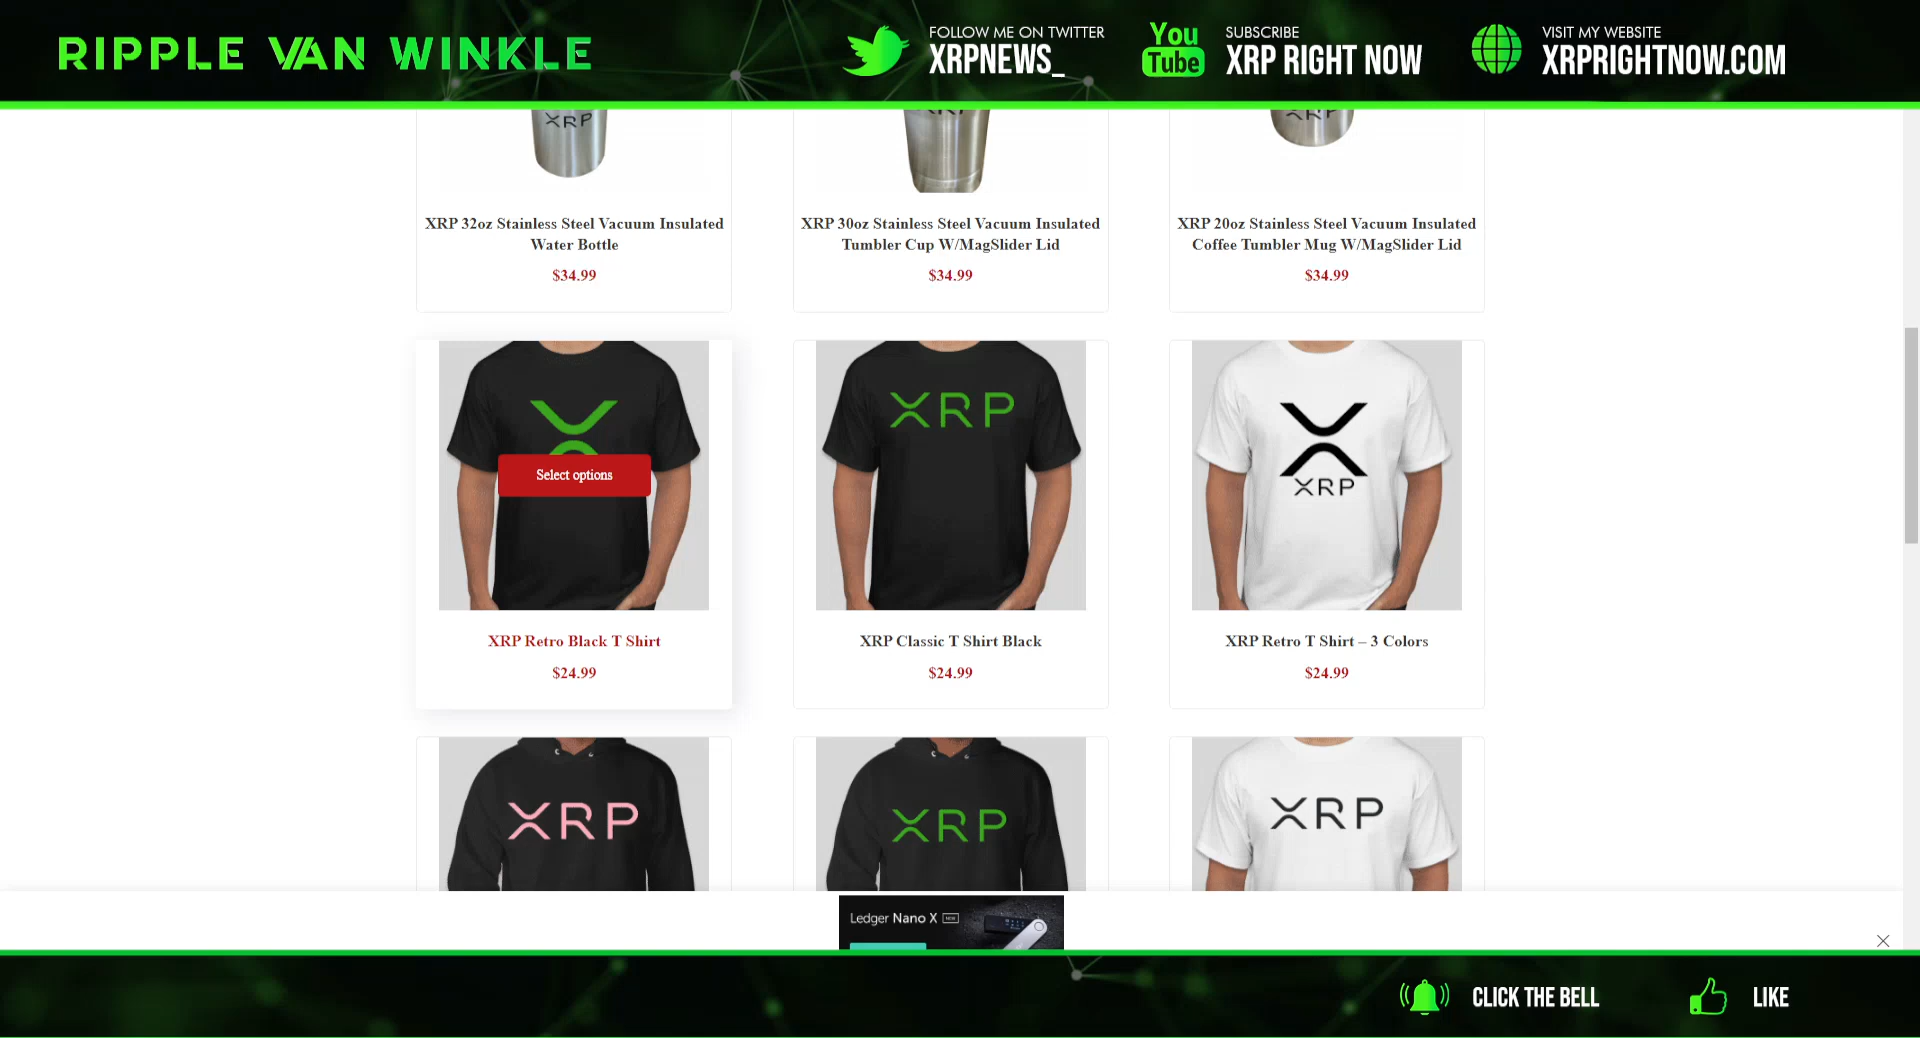 RIPPLE VAN WINKLE
FOLLOW ME ON TWITTER
XRPNEWS_
You
Tube
SUBSCRIBE
XRP RIGHT NOW
VISIT MY WEBSITE
XRPRIGHTNOW.COM
XRP
XRP
XRP
XRP 32oz Stainless Steel Vacuum Insulated
Water Bottle
$34.99
XRP 30oz Stainless Steel Vacuum Insulated
Tumbler Cup W/MagSlider Lid
$34.99
XRP 20oz Stainless Steel Vacuum Insulated
Coffee Tumbler Mug W/MagSlider Lid
$34.99
Select options
XRP
XRP
XRP Retro Black T Shirt
$24.99
XRP Classic T Shirt Black
$24.99
XRP Retro T Shirt – 3 Colors
$24.99
XRP
XRP
XRP
Ledger Nano X NEW
CLICK THE BELL
LIKE